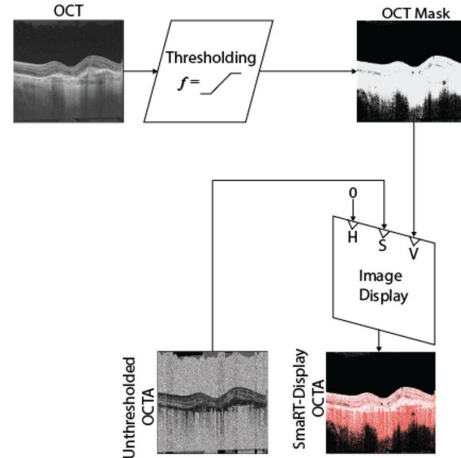 OCT
OCT Mask
Thresholding
f =
0
H
S
V
Image
Display
Unthresholded
OCTA
SmaRT-Display
OCTA